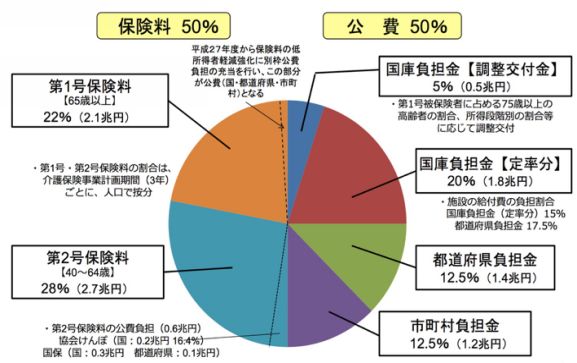 保険料 50%
公 費 50%
平成27年度から保険料の低
所得者軽減強化に別枠公費
負担の充当を行い、この部分
が公費(国・都道府県・市町
村)となる
国庫負担金【調整交付金】
5%(0.5兆円)
・第1号被保険者に占める75歳以上の
高齢者の割合、所得段階別の割合等
に応じて調整交付
第1号保険料
【65歳以上】
22%(2.1兆円)
・第1号・第2号保険料の割合は、
介護保険事業計画期間(3年)
ごとに、人口で按分
国庫負担金【定率分】
20%(1.8兆円)
・施設の給付費の負担割合
国庫負担金(定率分)15%
都道府県負担金 17.5%
第2号保険料
【40~64歳】
28%(2.7兆円)
都道府県負担金
12.5%(1.4兆円)
市町村負担金
12.5%(1.2兆円)
・第2号保険料の公費負担(0.6兆円)
協会けんぽ(国:0.2兆円 16.4%)
国保(国:0.3兆円 都道府県:0.1兆円)